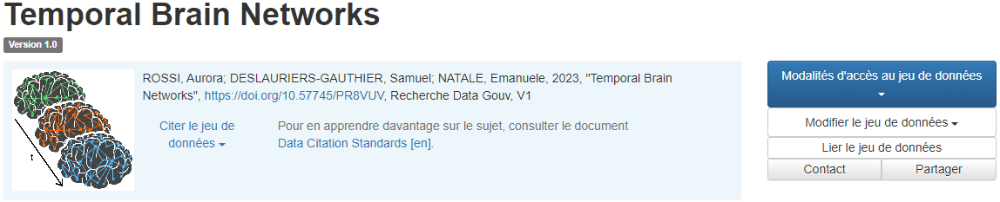 Temporal Brain Networks
Version 1.0
t
ROSSI, Aurora; DESLAURIERS-GAUTHIER, Samuel; NATALE, Emanuele, 2023, "Temporal Brain
Networks", https://doi.org/10.57745/PR8VUV, Recherche Data Gouv, V1
Citer le jeu de
données
Pour en apprendre davantage sur le sujet, consulter le document
Data Citation Standards [en].
Modalités d'accès au jeu de données
Modifier le jeu de données
Lier le jeu de données
Contact
Partager